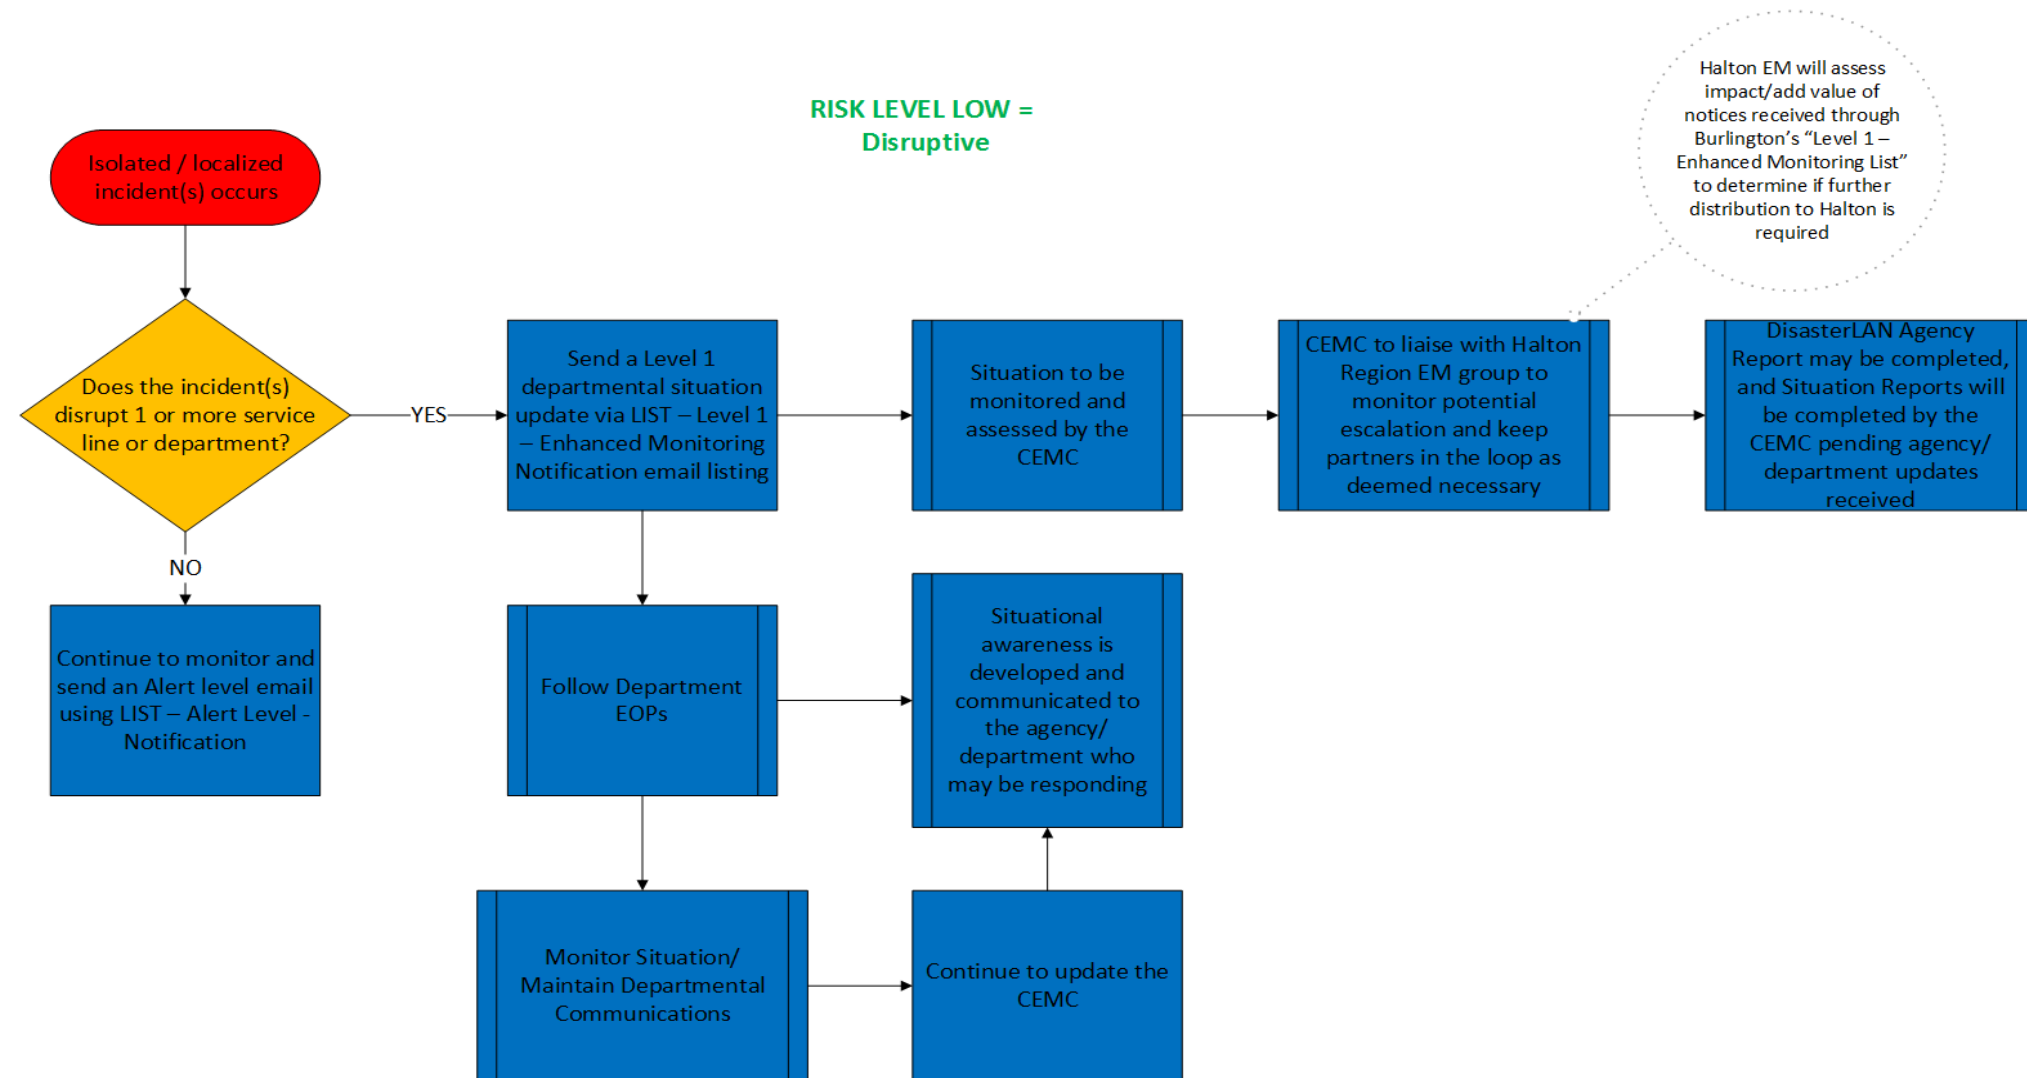 RISK LEVEL LOW =
Disruptive
Halton EM will assess
impact/add value of
notices received through
Burlington’s “Level 1 –
Enhanced Monitoring List”
to determine if further
distribution to Halton is
required
Isolated / localized
incident(s) occurs
Does the incident(s)
disrupt 1 or more service
line or department?
YES
Send a Level 1
departmental situation
update via LIST – Level 1
– Enhanced Monitoring
Notification email listing
Situation to be
monitored and
assessed by the
CEMC
CEMC to liaise with Halton
Region EM group to
monitor potential
escalation and keep
partners in the loop as
deemed necessary
DisasterLAN Agency
Report may be completed,
and Situation Reports will
be completed by the
CEMC pending agency/
department updates
received
NO
Continue to monitor and
send an Alert level email
using LIST – Alert Level -
Notification
Follow Department
EOPs
Situational
awareness is
developed and
communicated to
the agency/
department who
may be responding
Monitor Situation/
Maintain Departmental
Communications
Continue to update the
CEMC